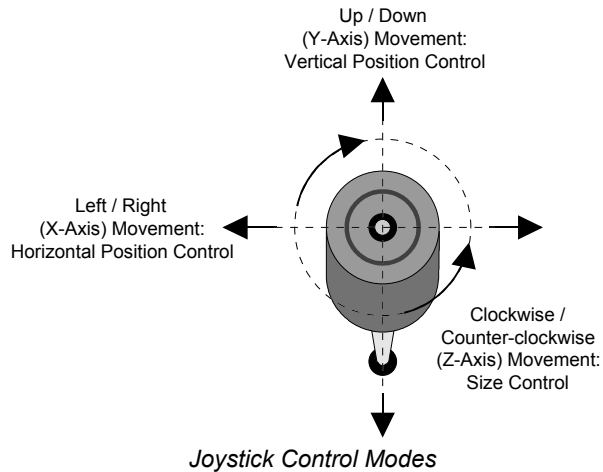 Up / Down
(Y-Axis) Movement:
Vertical Position Control
Left / Right
(X-Axis) Movement:
Horizontal Position Control
Clockwise /
Counter-clockwise
(Z-Axis) Movement:
Size Control
Joystick Control Modes